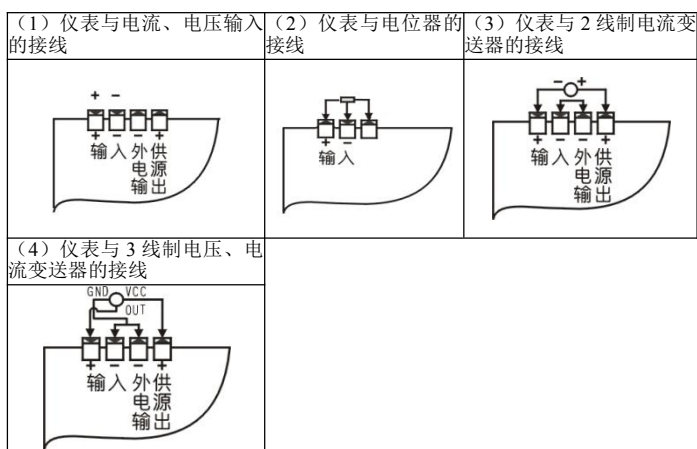 （1）仪表与电流、电压输入
的接线
（2）仪表与电位器的
接线
（3）仪表与 2 线制电流变
送器的接线
+ −
+ − − +
输入 外供
电源
输出
+ −
输入
− +
+ − − +
输入 外供
电源
输出
（4）仪表与 3 线制电压、电
流变送器的接线
GND VCC
OUT
+ − − +
输入 外供
电源
输出